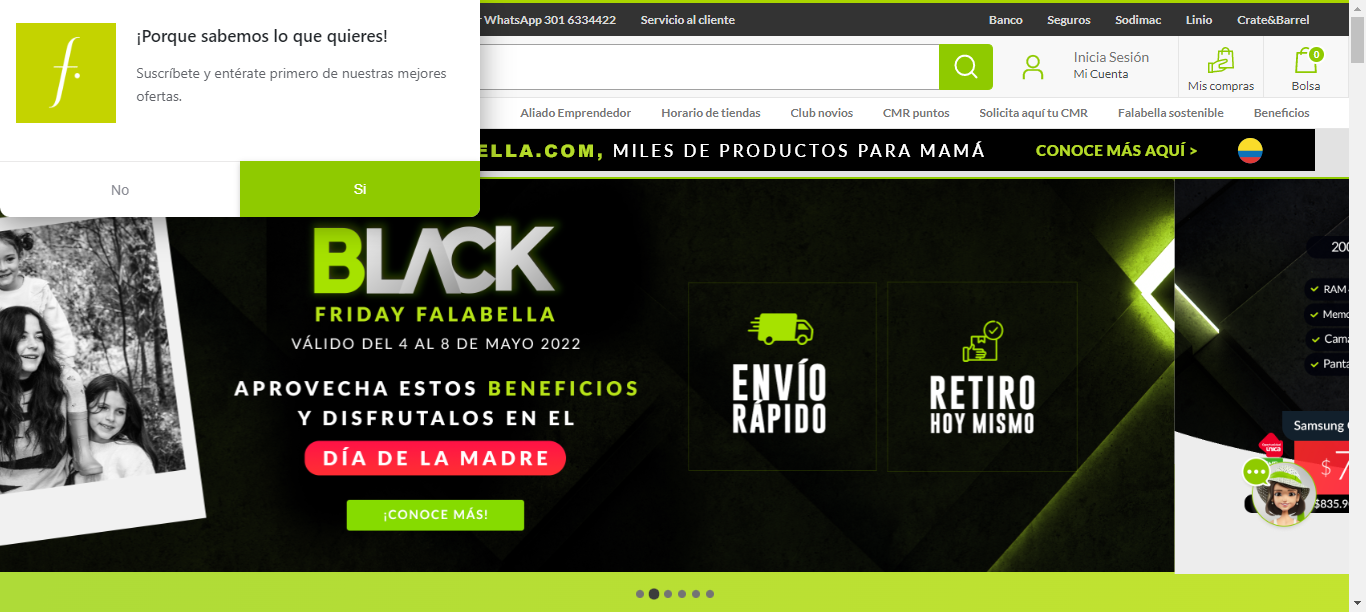 ¡Porque sabemos lo que quieres!
Suscríbete y entérate primero de nuestras mejores
ofertas.
No
Si
WhatsApp 301 6334422
Servicio al cliente
Banco
Seguros
Sodimac
Linio
Crate&Barrel
Inicia Sesión
Mi Cuenta
Mis compras
0
Bolsa
Aliado Emprendedor
Horario de tiendas
Club novios
CMR puntos
Solicita aquí tu CMR
Falabella sostenible
Beneficios
ELLA.COM, MILES DE PRODUCTOS PARA MAMÁ
CONOCE MÁS AQUÍ >
BLACK
FRIDAY FALABELLA
VÁLIDO DEL 4 AL 8 DE MAYO 2022
APROVECHA ESTOS BENEFICIOS
Y DISFRUTALOS EN EL
DÍA DE LA MADRE
¡CONOCE MÁS!
ENVÍO
RÁPIDO
RETIRO
HOY MISMO
200
RAM
Memo
Cama
Panta
Samsung
$7
$835.9